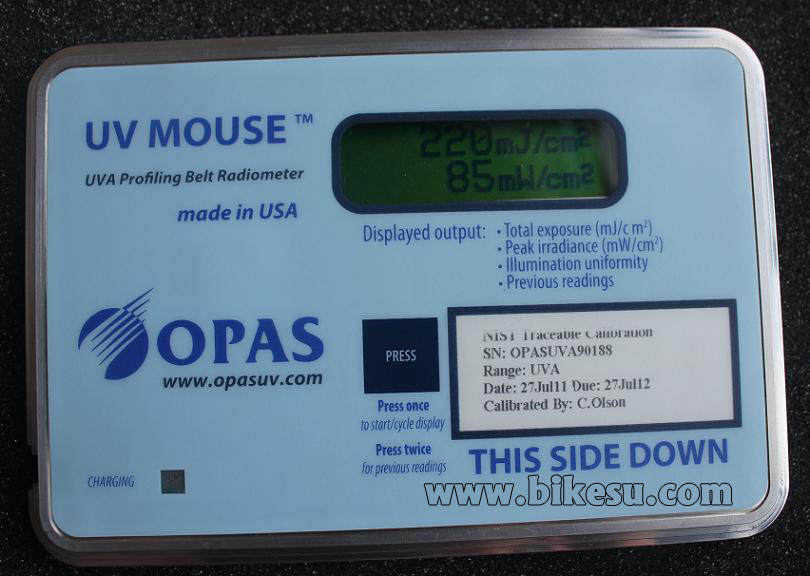 UV MOUSE ™
UVA Profiling Belt Radiometer
made in USA
220mJ/cm²
85mW/cm²
Displayed output:
• Total exposure (mJ/c m²)
• Peak irradiance (mW/cm²)
• Illumination uniformity
• Previous readings
OPAS
www.opasuv.com
PRESS
Press once
to start/cycle display
Press twice
for previous readings
NIST Traceable Calibration
SN: OPASUVA90188
Range: UVA
Date: 27Jul11 Due: 27Jul12
Calibrated By: C.Olson
THIS SIDE DOWN
CHARGING
www.bikesu.com